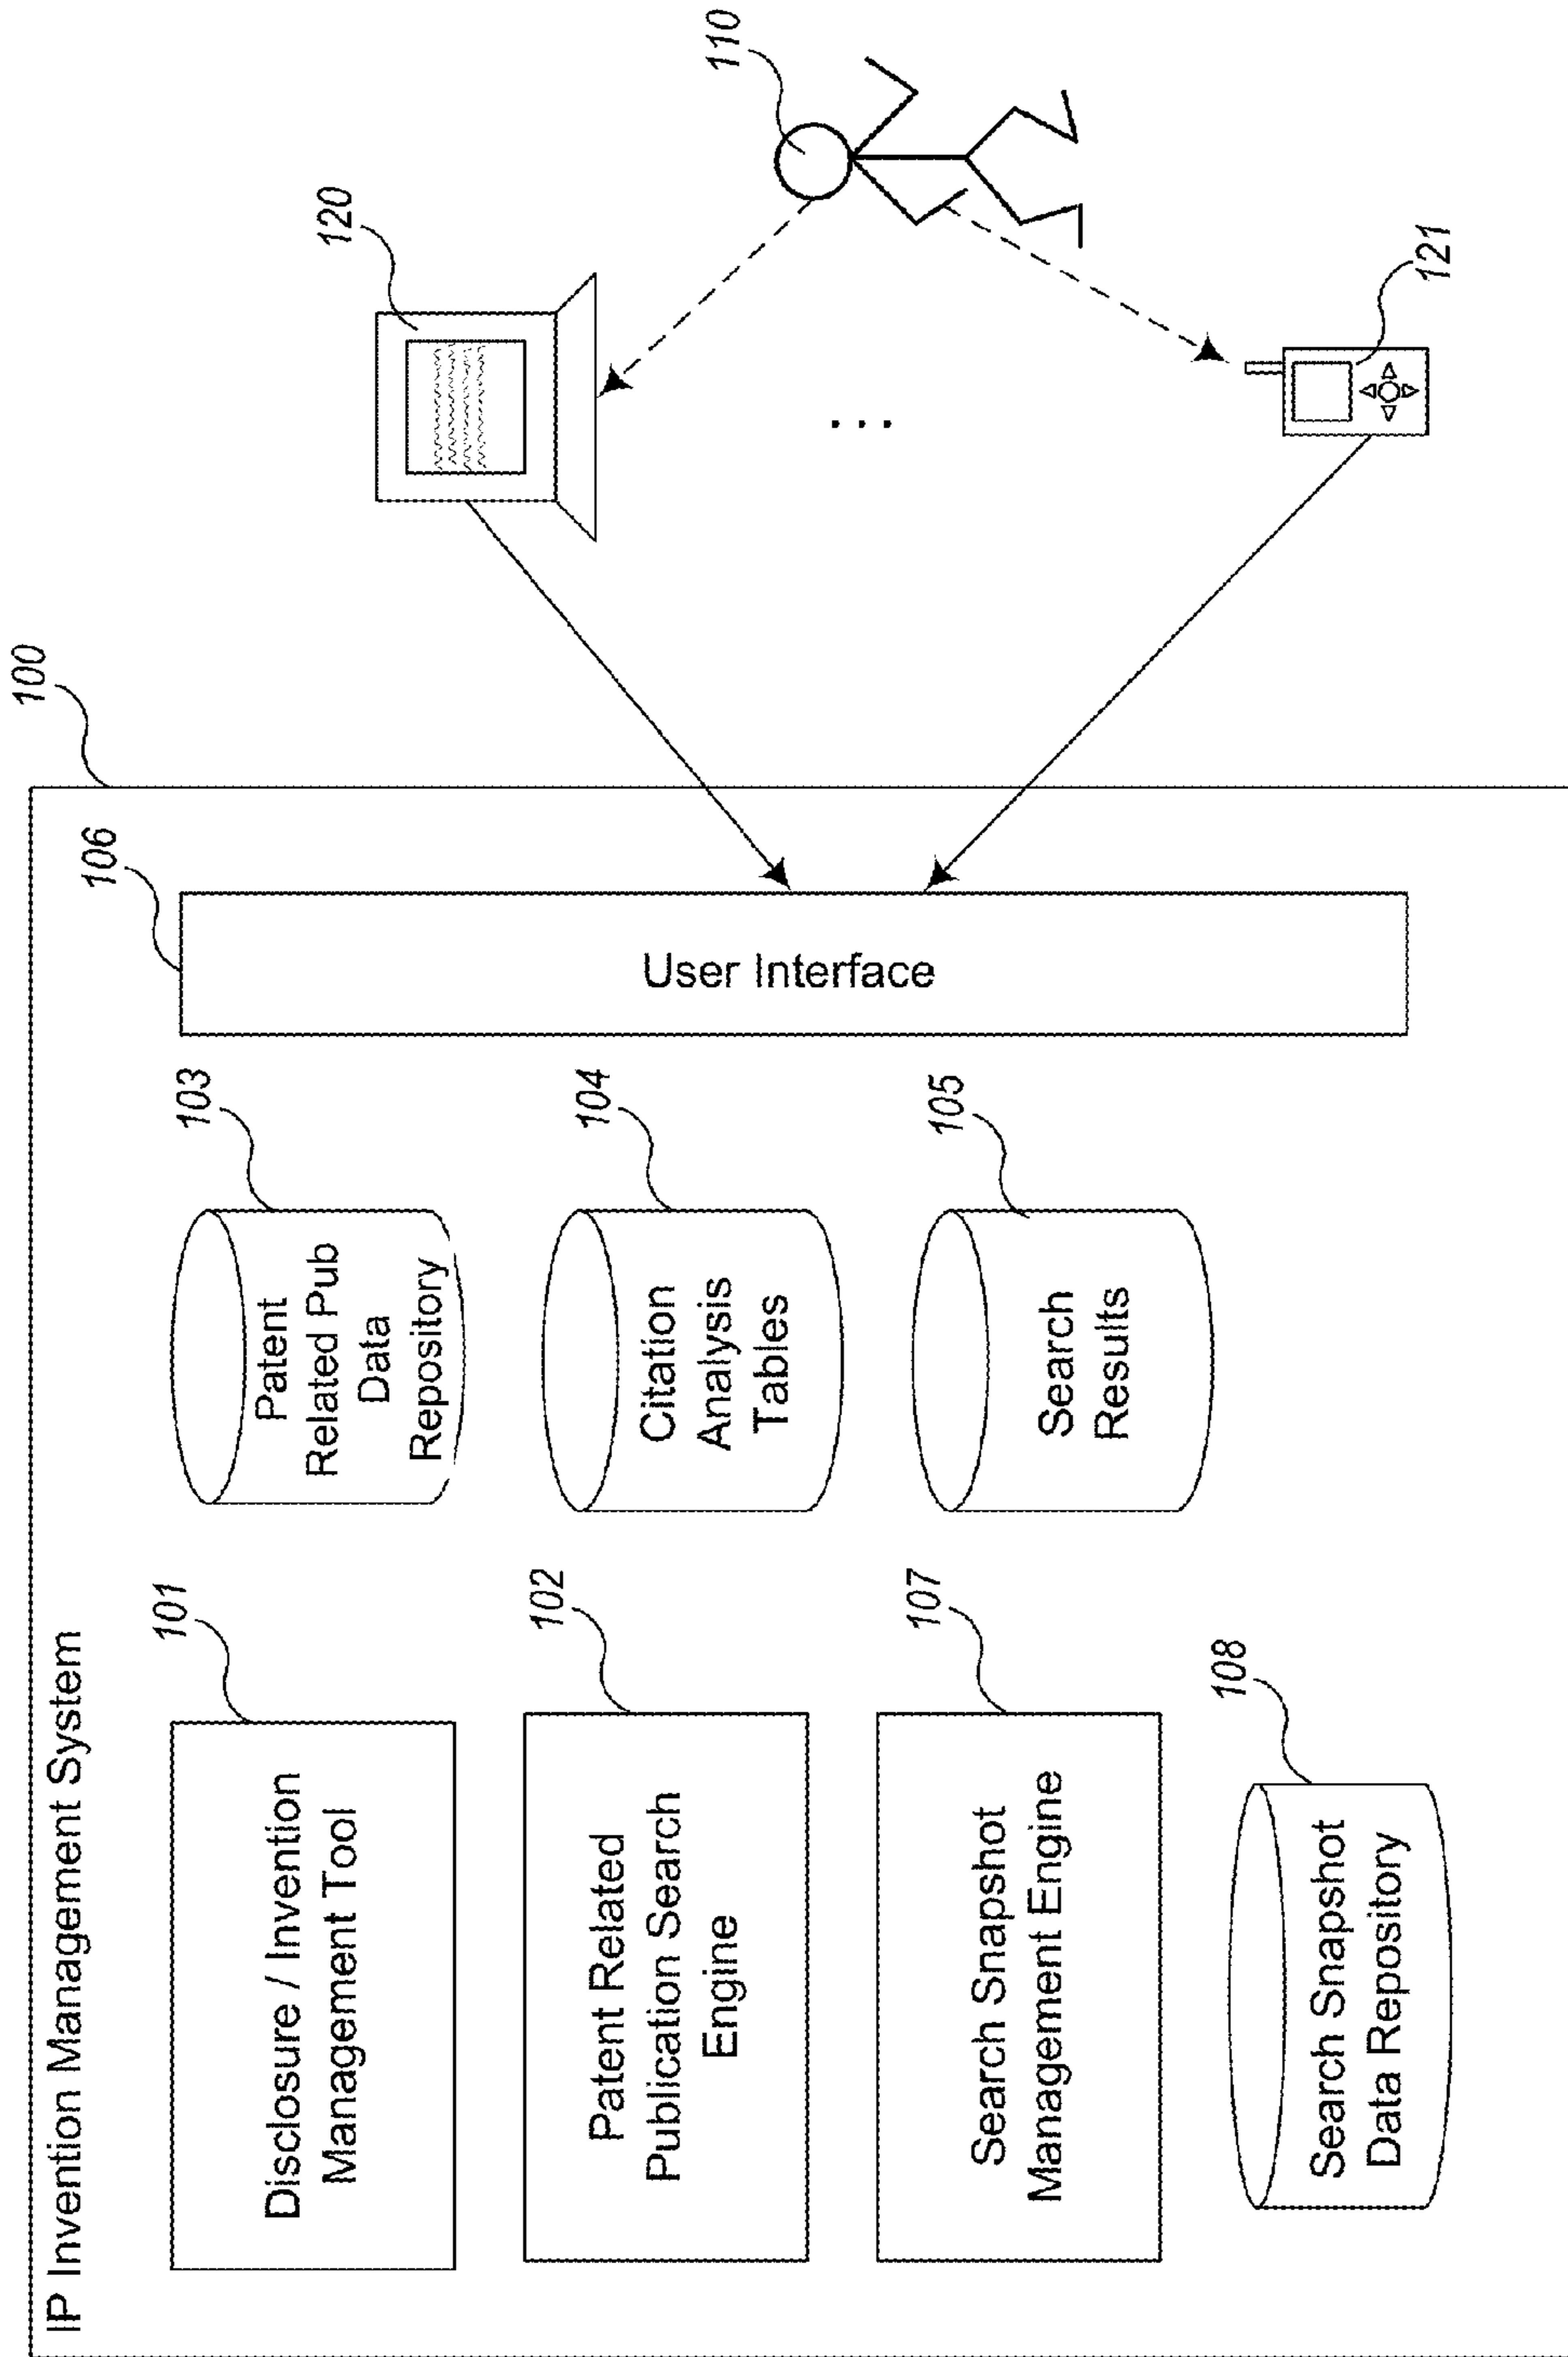 IP Invention Management System
100
101
Disclosure / Invention
Management Tool
102
Patent Related
Publication Search
Engine
107
Search Snapshot
Management Engine
108
Search Snapshot
Data Repository
103
Patent
Related Pub
Data
Repository
104
Citation
Analysis
Tables
105
Search
Results
106
User Interface
120
...
121
110